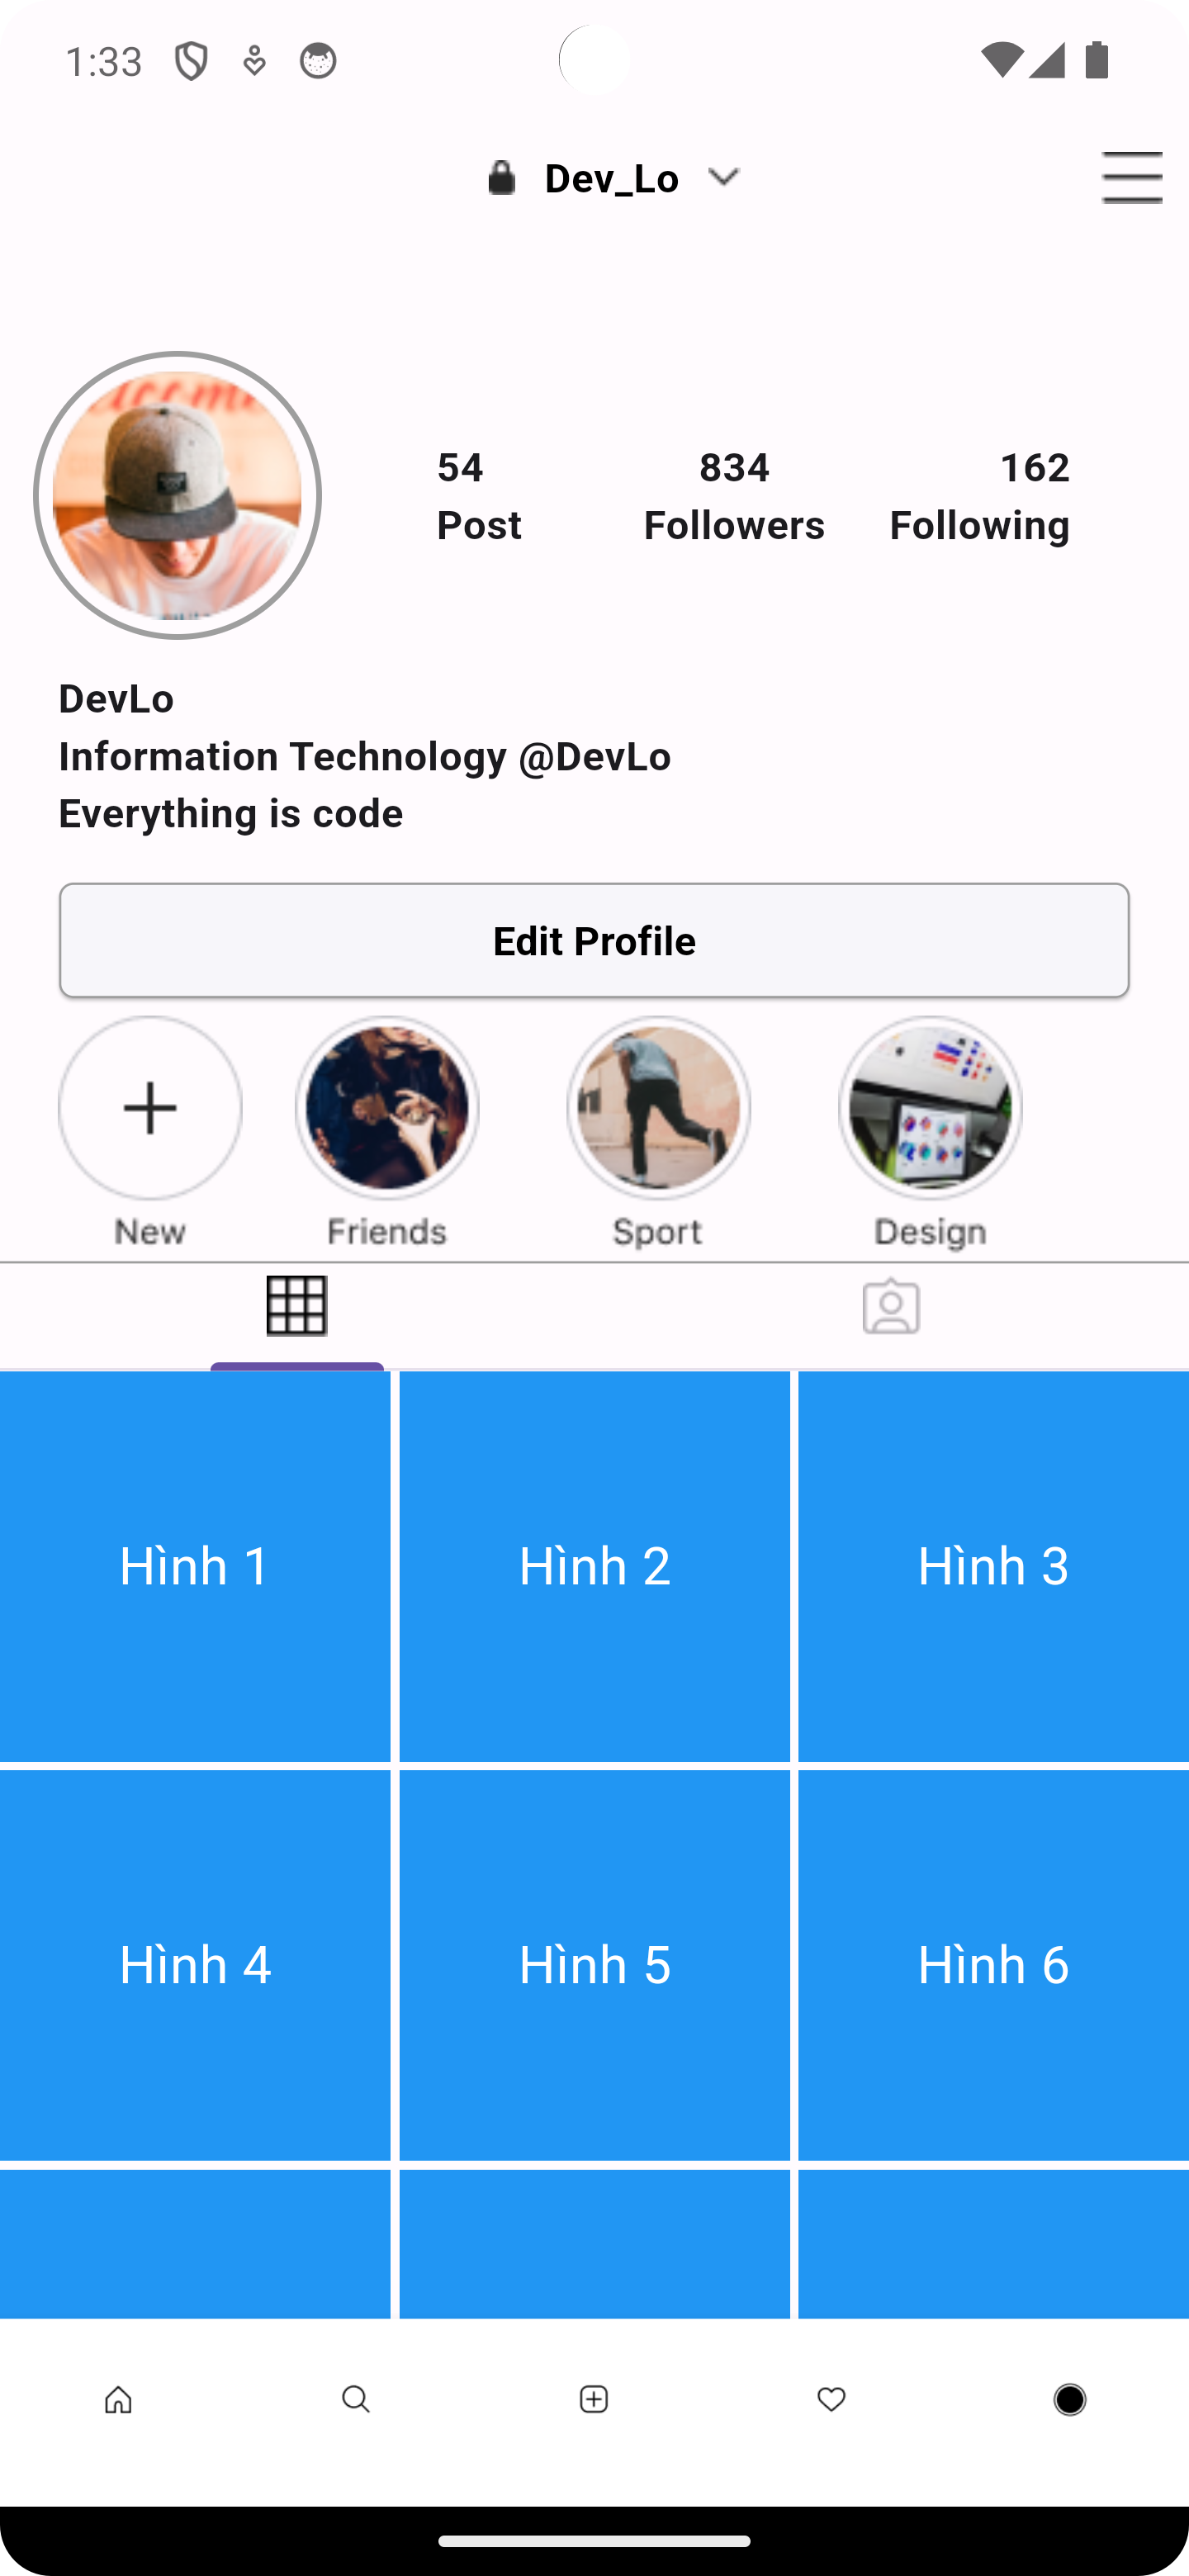 1:33
Dev_Lo
54 834 162
Post Followers Following
DevLo
Information Technology @DevLo
Everything is code
Edit Profile
New Friends Sport Design
Hình 1 Hình 2 Hình 3
Hình 4 Hình 5 Hình 6